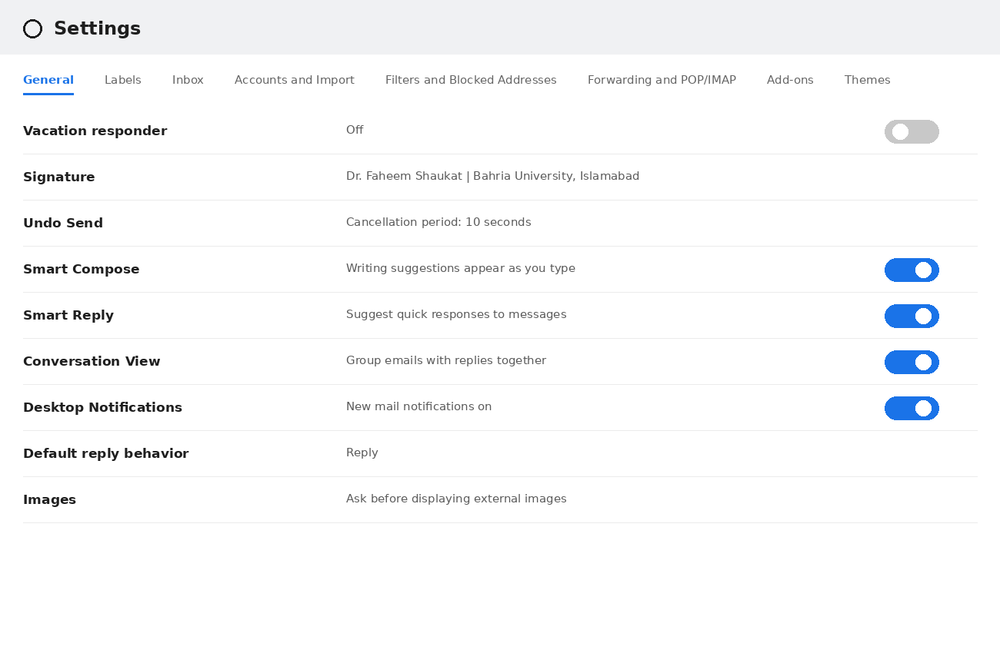 Settings
General Labels Inbox Accounts and Import Filters and Blocked Addresses Forwarding and POP/IMAP Add-ons Themes
Vacation responder Off
Signature Dr. Faheem Shaukat | Bahria University, Islamabad
Undo Send Cancellation period: 10 seconds
Smart Compose Writing suggestions appear as you type
Smart Reply Suggest quick responses to messages
Conversation View Group emails with replies together
Desktop Notifications New mail notifications on
Default reply behavior Reply
Images Ask before displaying external images